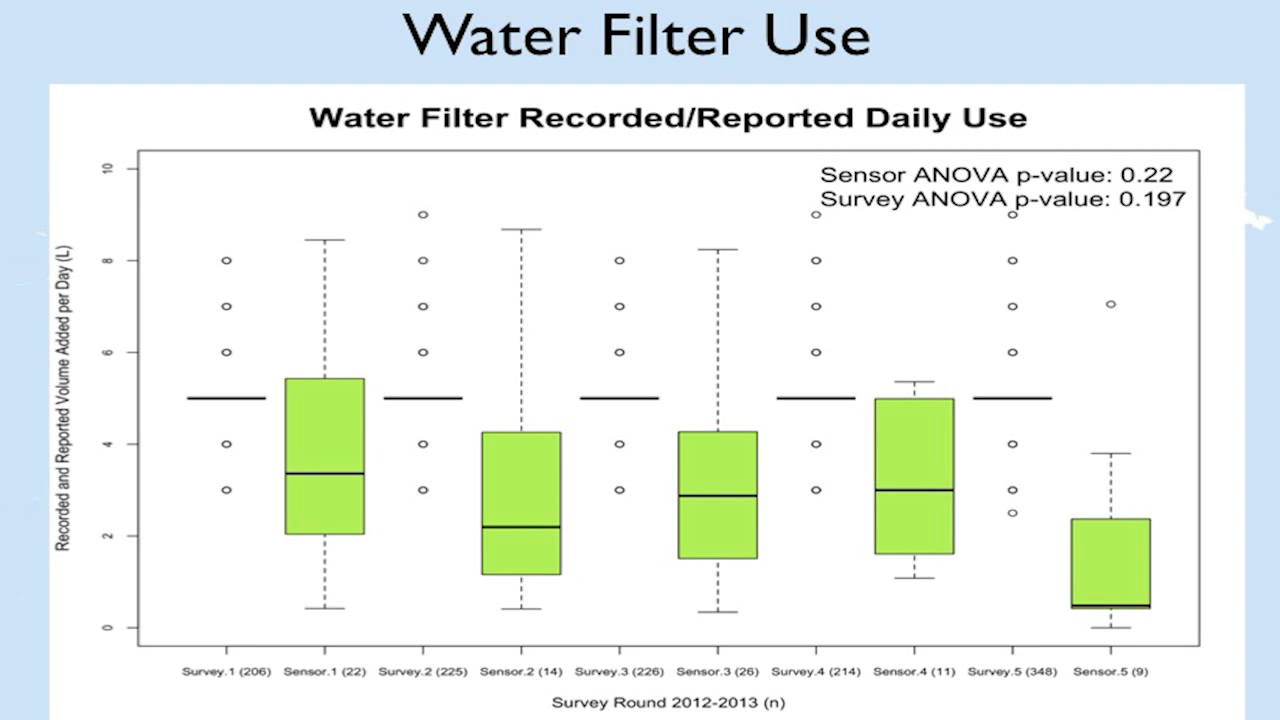 Water Filter Use
Water Filter Recorded/Reported Daily Use
Sensor ANOVA p-value: 0.22
Survey ANOVA p-value: 0.197
Recorded and Reported Volume Added per Day (L)
10
8
6
4
2
0
Survey.1 (206) Sensor.1 (22) Survey.2 (225) Sensor.2 (14) Survey.3 (226) Sensor.3 (26) Survey.4 (214) Sensor.4 (11) Survey.5 (348) Sensor.5 (9)
Survey Round 2012-2013 (n)